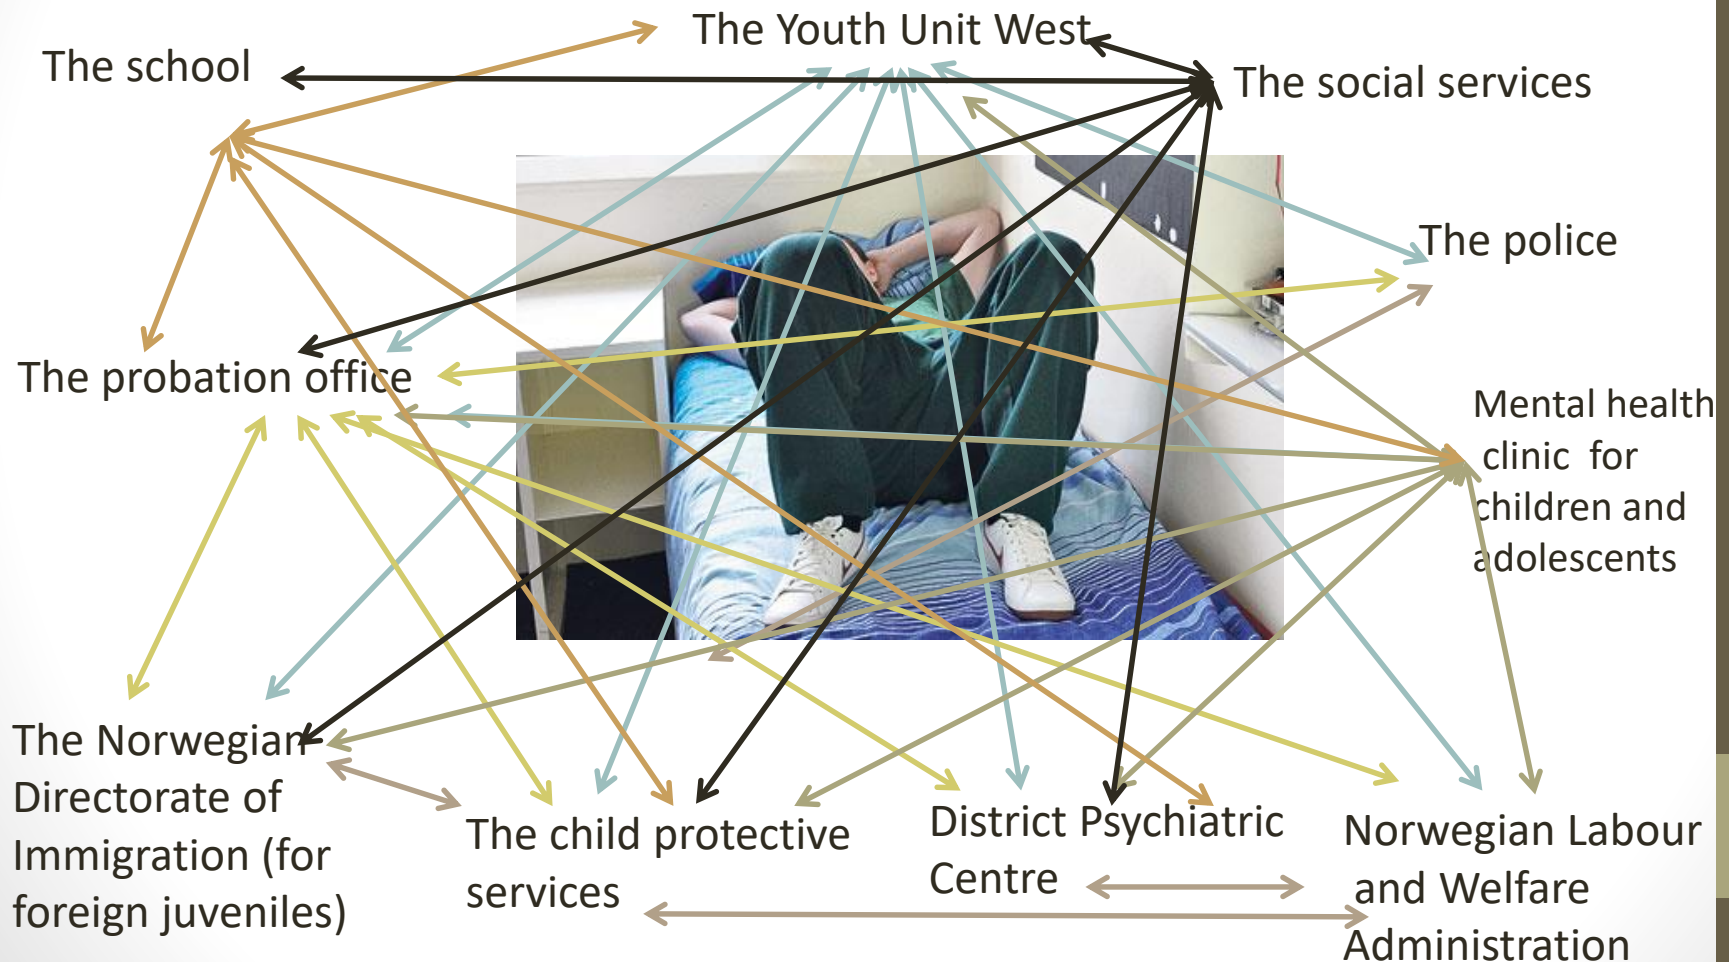 The Youth Unit West
The school
The social services
The police
The probation office
Mental health
clinic for
children and
adolescents
The Norwegian
Directorate of
Immigration (for
foreign juveniles)
The child protective
services
District Psychiatric
Centre
Norwegian Labour
and Welfare
Administration